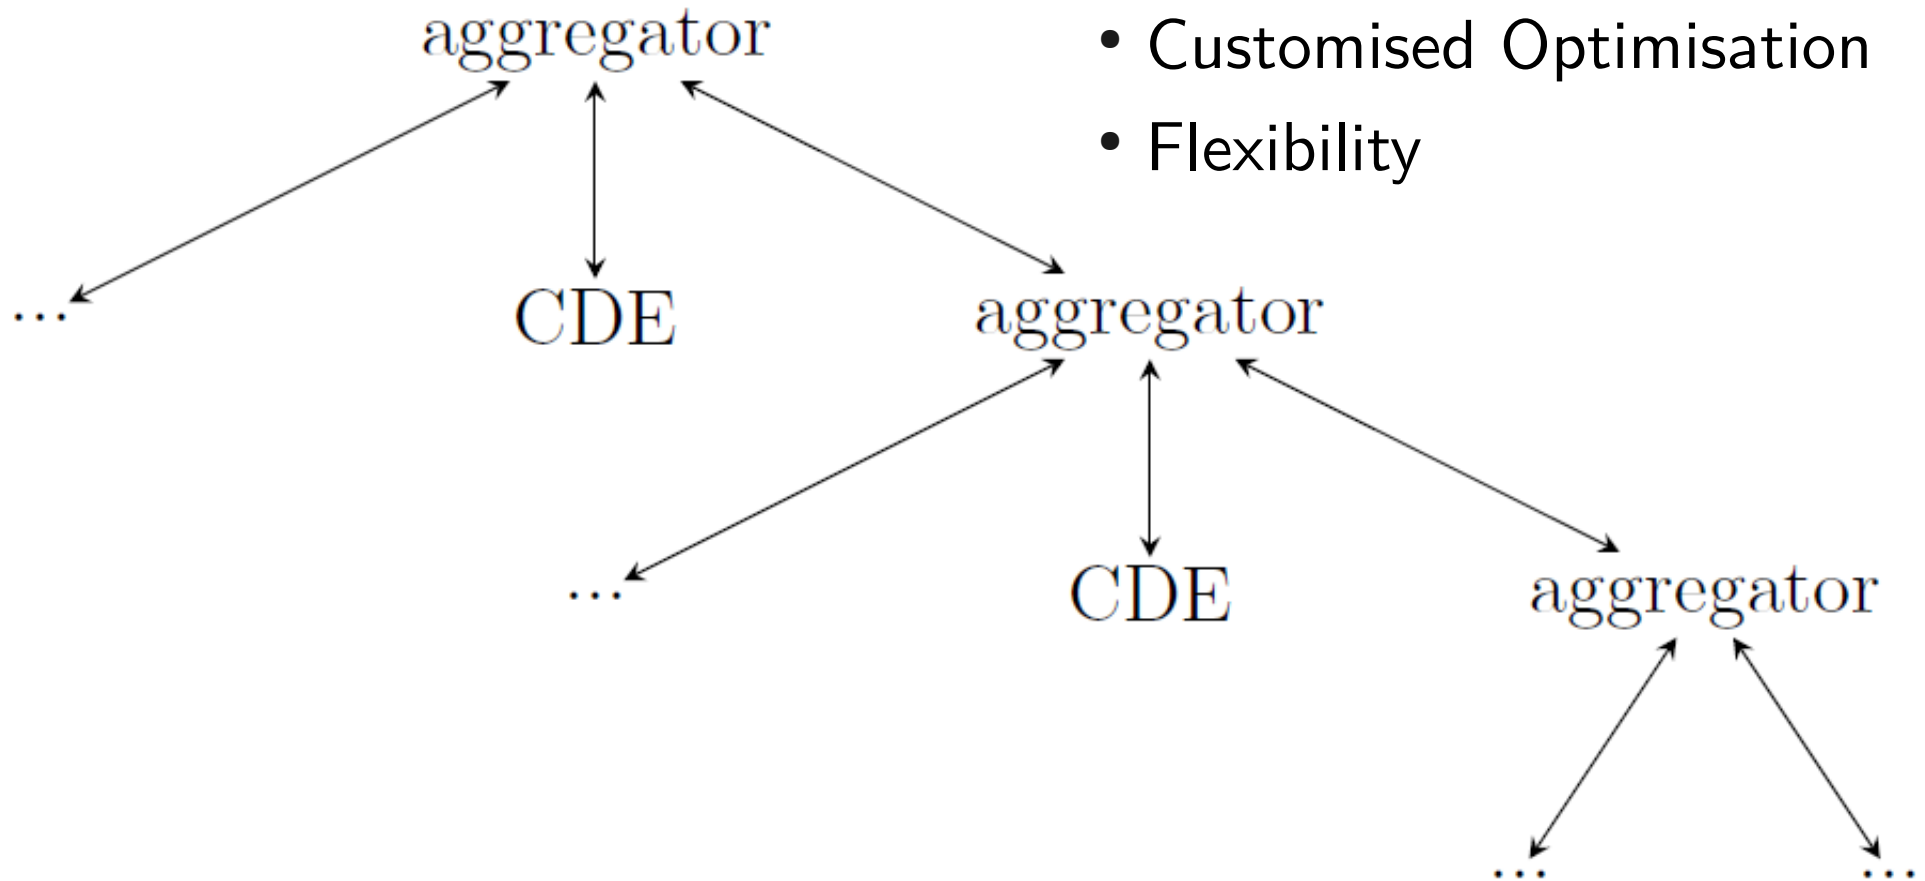 aggregator
• Customised Optimisation
• Flexibility
... CDE aggregator
... CDE aggregator
... ...